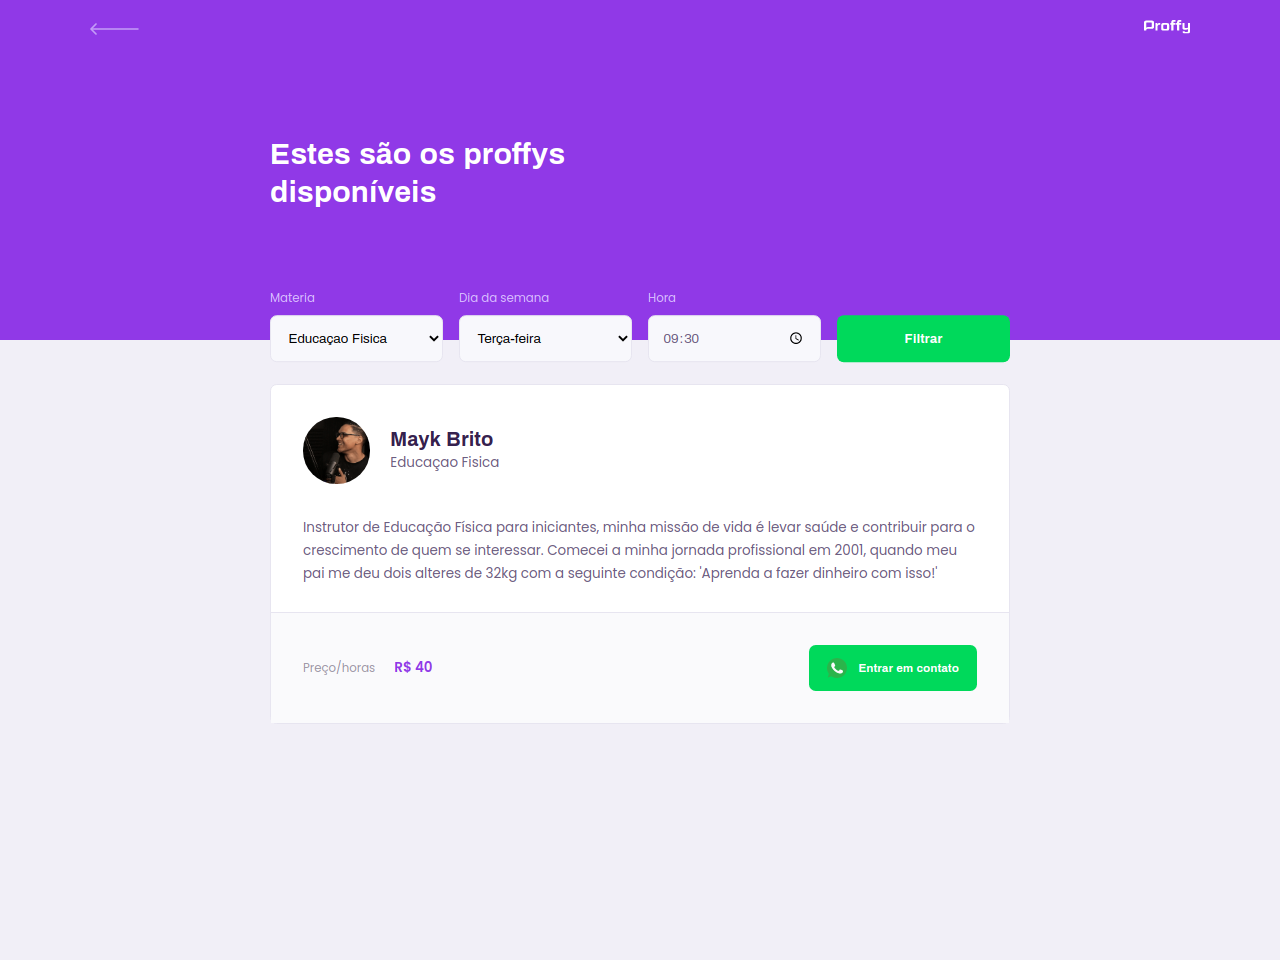 Proffy
Estes são os proffys
disponíveis
Materia
Dia da semana
Hora
Educaçao Fisica
Terça-feira
09:30
Filtrar
Mayk Brito
Educaçao Fisica
Instrutor de Educação Física para iniciantes, minha missão de vida é levar saúde e contribuir para o
crescimento de quem se interessar. Comecei a minha jornada profissional em 2001, quando meu
pai me deu dois alteres de 32kg com a seguinte condição: 'Aprenda a fazer dinheiro com isso!'
Preço/horas R$ 40
Entrar em contato